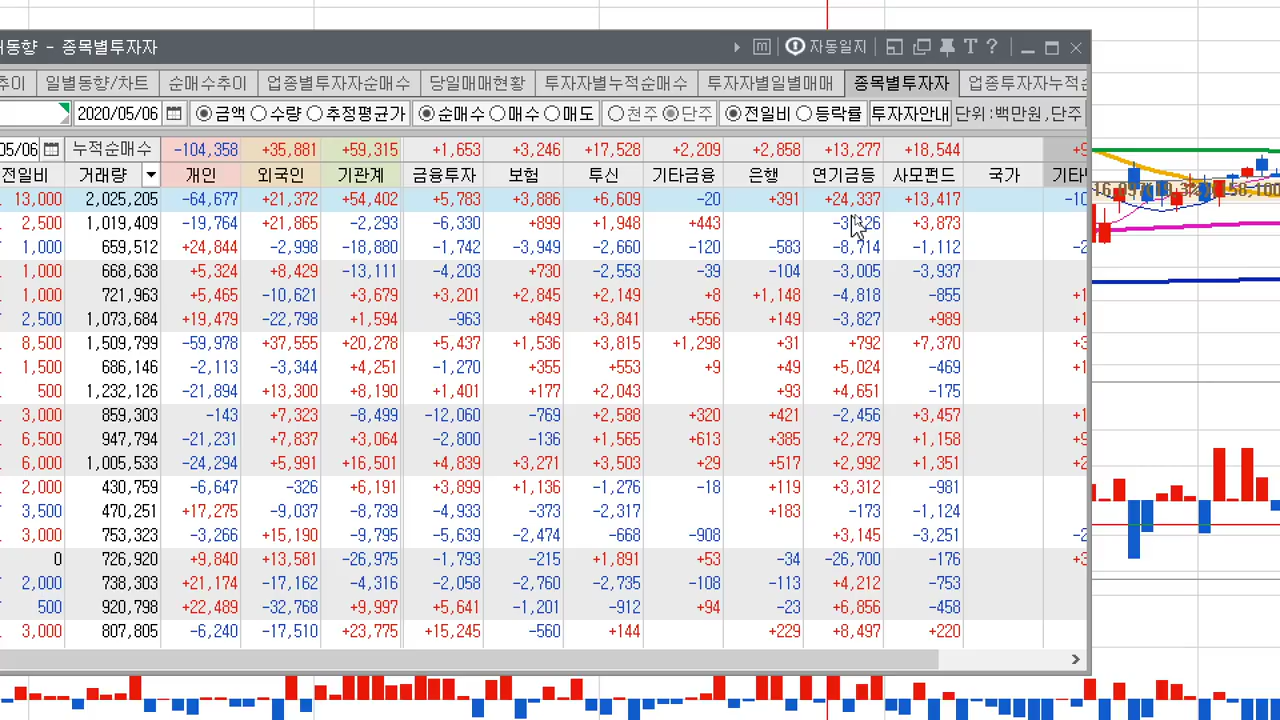 종목별투자자 자동일지 T ?
추이 일별동향/차트 순매수추이 업종별투자자순매수 당일매매현황 투자자별누적순매수 투자자별일별매매 종목별투자자 업종투자자누적순
2020/05/06 금액 수량 추정평균가 순매수 매수 매도 천주 단주 전일비 등락률 투자자안내 단위:백만원,단주
05/06 누적순매수 -104,358 +35,881 +59,315 +1,653 +3,246 +17,528 +2,209 +2,858 +13,277 +18,544
전일비 거래량 개인 외국인 기관계 금융투자 보험 투신 기타금융 은행 연기금등 사모펀드 국가
13,000 2,025,205 -64,677 +21,372 +54,402 +5,783 +3,886 +6,609 -20 +391 +24,337 +13,417
2,500 1,019,409 -19,764 +21,865 -2,293 -6,330 +899 +1,948 +443 +3,873
1,000 659,512 +24,844 -2,998 -18,880 -1,742 -3,949 -2,660 -120 -583 -8,714 -1,112
1,000 668,638 +5,324 +8,429 -13,111 -4,203 +730 -2,553 -39 -104 -3,005 -3,937
1,000 721,963 +5,465 -10,621 +3,679 +3,201 +2,845 +2,149 +8 +1,148 -4,818 -855
2,500 1,073,684 +19,479 -22,798 +1,594 -963 +849 +3,841 +556 +149 -3,827 +989
8,500 1,509,799 -59,978 +37,555 +20,278 +5,437 +1,536 +3,815 +1,298 +31 +792 +7,370
1,500 686,146 -2,113 -3,344 +4,251 -1,270 +355 +553 +9 +49 +5,024 -469
500 1,232,126 -21,894 +13,300 +8,190 +1,401 +177 +2,043 +93 +4,651 -175
3,000 859,303 -143 +7,323 -8,499 -12,060 -769 +2,588 +320 +421 -2,456 +3,457
6,500 947,794 -21,231 +7,837 +3,064 -2,800 -136 +1,565 +613 +385 +2,279 +1,158
6,000 1,005,533 -24,294 +5,991 +16,501 +4,839 +3,271 +3,503 +29 +517 +2,992 +1,351
2,000 430,759 -6,647 -326 +6,191 +3,899 +1,136 -1,276 -18 +119 +3,312 -981
3,500 470,251 +17,275 -9,037 -8,739 -4,933 -373 -2,317 +183 -173 -1,124
3,000 753,323 -3,266 +15,190 -9,795 -5,639 -2,474 -668 -908 +3,145 -3,251
0 726,920 +9,840 +13,581 -26,975 -1,793 -215 +1,891 +53 -34 -26,700 -176
2,000 738,303 +21,174 -17,162 -4,316 -2,058 -2,760 -2,735 -108 -113 +4,212 -753
500 920,798 +22,489 -32,768 +9,997 +5,641 -1,201 -912 +94 -23 +6,856 -458
3,000 807,805 -6,240 -17,510 +23,775 +15,245 -560 +144 +229 +8,497 +220